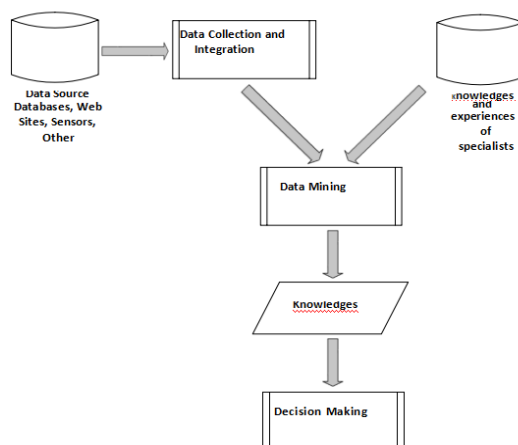 Data Collection and
Integration
Data Source
Databases, Web
Sites, Sensors,
Other
knowledges
and
experiences
of
specialists
Data Mining
Knowledges
Decision Making